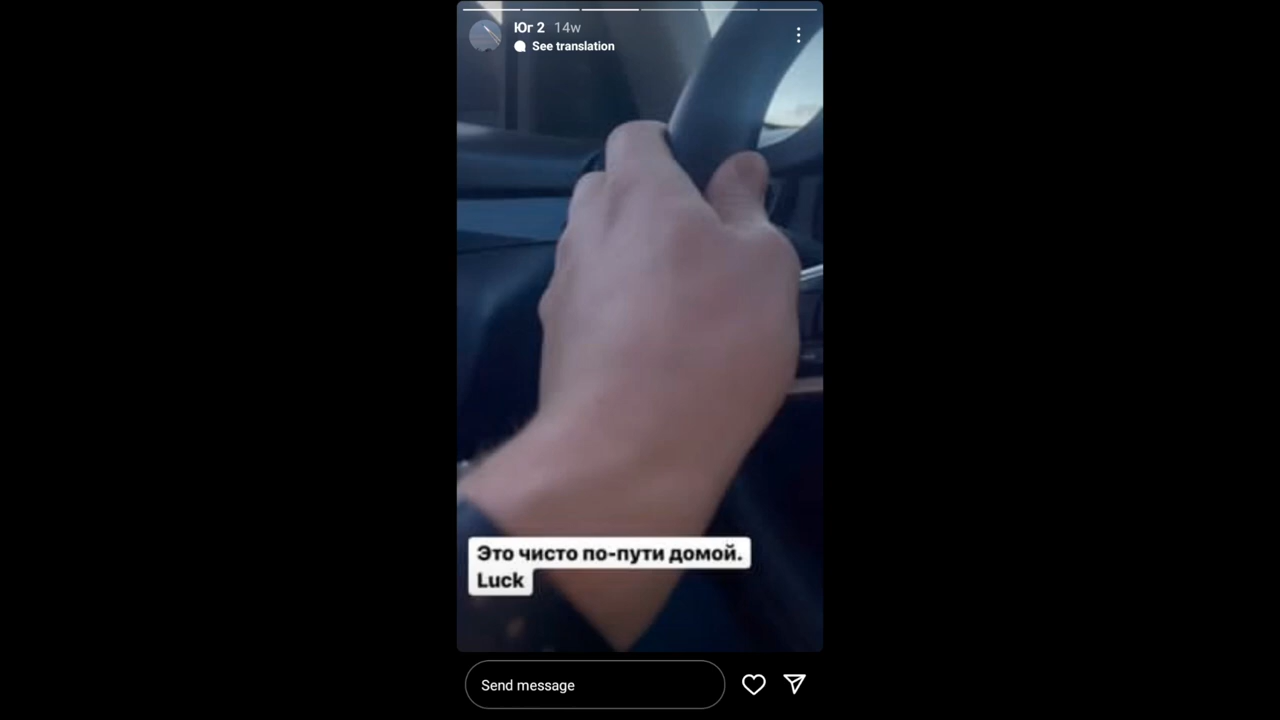 Юг 2 14w
See translation
Это чисто по-пути домой.
Luck
Send message